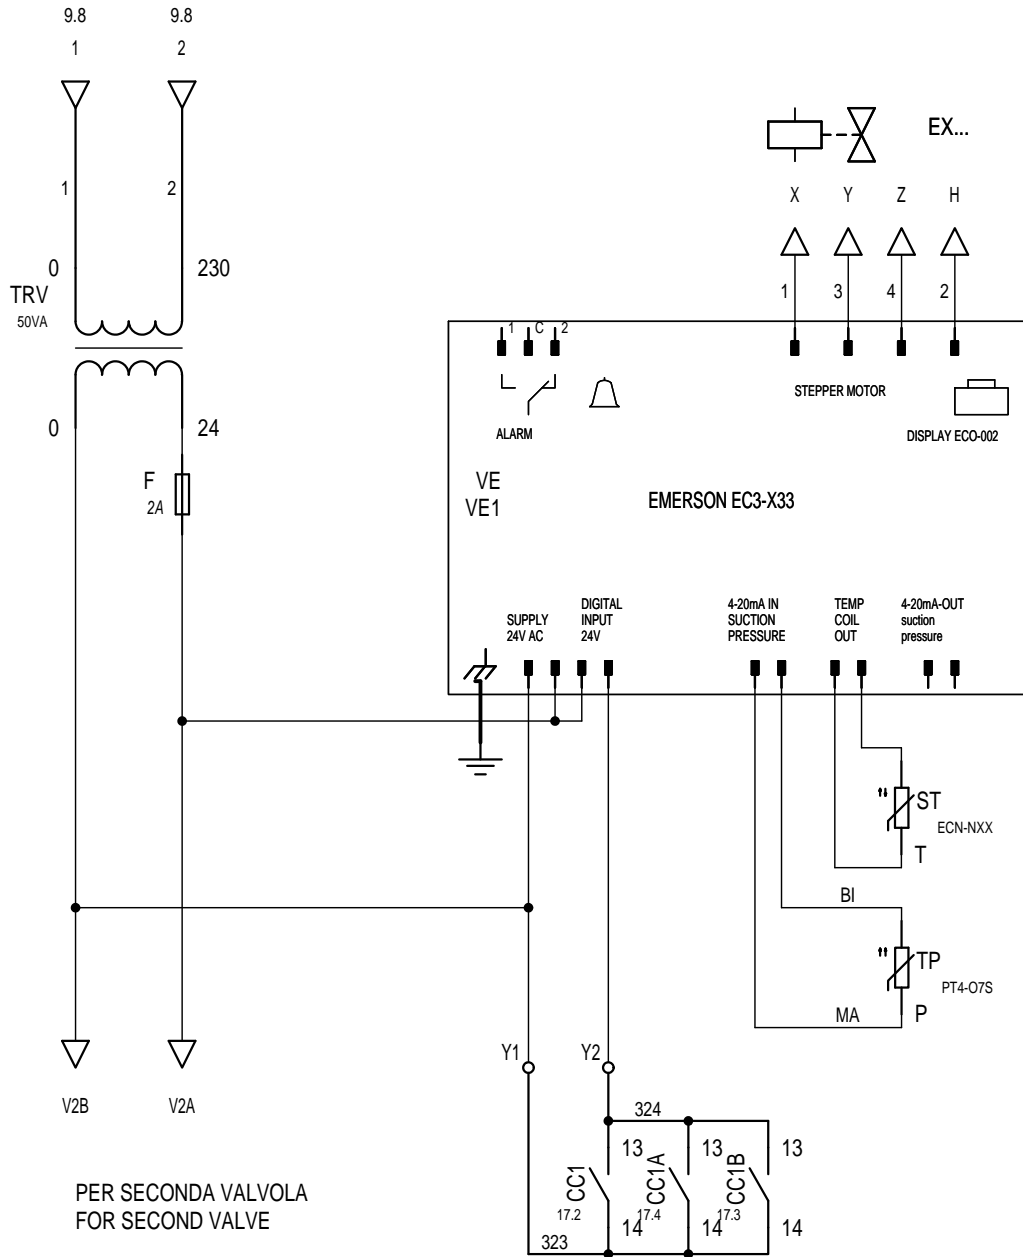 9.8 9.8
1 2
EX...
X Y Z H
1 2
0 230
TRV
50VA
1 3 4 2
1 C 2
STEPPER MOTOR
ALARM
DISPLAY ECO-002
0 24
F
2A
VE
VE1
EMERSON EC3-X33
SUPPLY
24V AC
DIGITAL
INPUT
24V
4-20mA IN
SUCTION
PRESSURE
TEMP
COIL
OUT
4-20mA-OUT
suction
pressure
ST
ECN-NXX
T
BI
TP
PT4-O7S
MA P
Y1 Y2
V2B V2A
324
13 13 13
CC1 CC1A CC1B
17.2 17.4 17.3
14 14 14
323
PER SECONDA VALVOLA
FOR SECOND VALVE